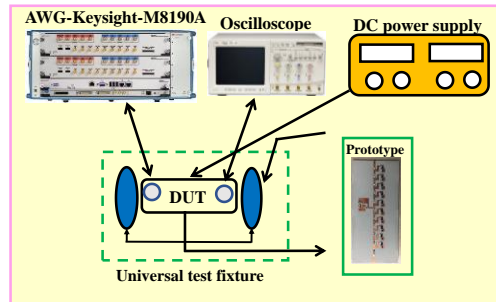 AWG-Keysight-M8190A
Oscilloscope
DC power supply
Prototype
DUT
Universal test fixture